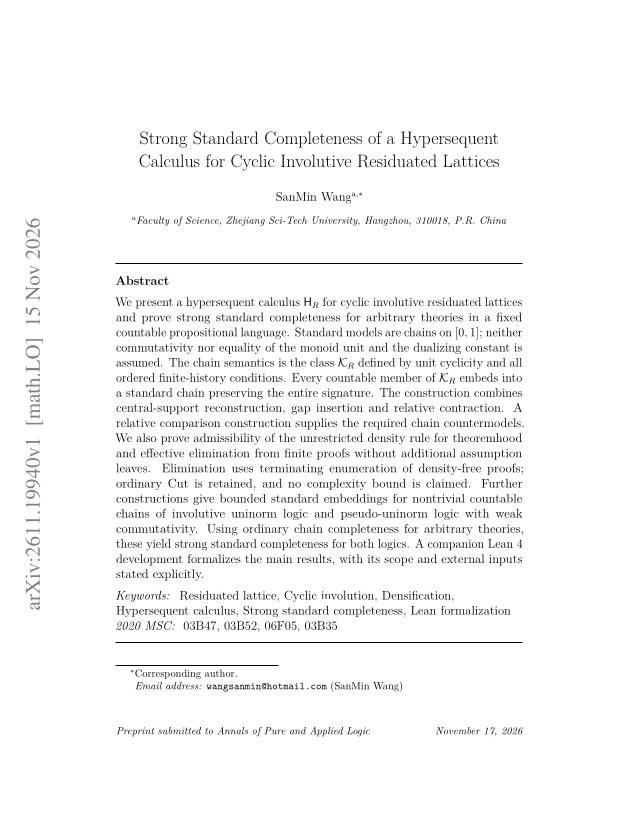 Strong Standard Completeness of a Hypersequent
Calculus for Cyclic Involutive Residuated Lattices
SanMin Wangᵃ,*
ᵃFaculty of Science, Zhejiang Sci-Tech University, Hangzhou, 310018, P.R. China
Abstract
We present a hypersequent calculus H_R for cyclic involutive residuated lattices
and prove strong standard completeness for arbitrary theories in a fixed
countable propositional language. Standard models are chains on [0, 1]; neither
commutativity nor equality of the monoid unit and the dualizing constant is
assumed. The chain semantics is the class 𝒦_R defined by unit cyclicity and all
ordered finite-history conditions. Every countable member of 𝒦_R embeds into
a standard chain preserving the entire signature. The construction combines
central-support reconstruction, gap insertion and relative contraction. A
relative comparison construction supplies the required chain countermodels.
We also prove admissibility of the unrestricted density rule for theoremhood
and effective elimination from finite proofs without additional assumption
leaves. Elimination uses terminating enumeration of density-free proofs;
ordinary Cut is retained, and no complexity bound is claimed. Further
constructions give bounded standard embeddings for nontrivial countable
chains of involutive uninorm logic and pseudo-uninorm logic with weak
commutativity. Using ordinary chain completeness for arbitrary theories,
these yield strong standard completeness for both logics. A companion Lean 4
development formalizes the main results, with its scope and external inputs
stated explicitly.
Keywords: Residuated lattice, Cyclic involution, Densification,
Hypersequent calculus, Strong standard completeness, Lean formalization
2020 MSC: 03B47, 03B52, 06F05, 03B35
*Corresponding author.
Email address: wangsanmin@hotmail.com (SanMin Wang)
Preprint submitted to Annals of Pure and Applied Logic November 17, 2026
arXiv:2611.19940v1 [math.LO] 15 Nov 2026